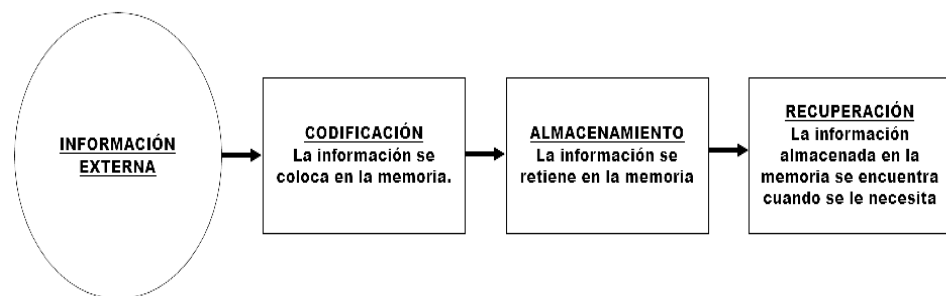 INFORMACIÓN
EXTERNA
CODIFICACIÓN
La información se
coloca en la memoria.
ALMACENAMIENTO
La información se
retiene en la memoria
RECUPERACIÓN
La información
almacenada en la
memoria se encuentra
cuando se le necesita